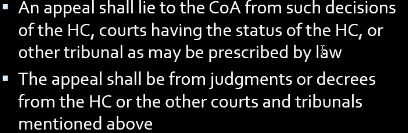 ▪ An appeal shall lie to the CoA from such decisions
of the HC, courts having the status of the HC, or
other tribunal as may be prescribed by law
▪ The appeal shall be from judgments or decrees
from the HC or the other courts and tribunals
mentioned above